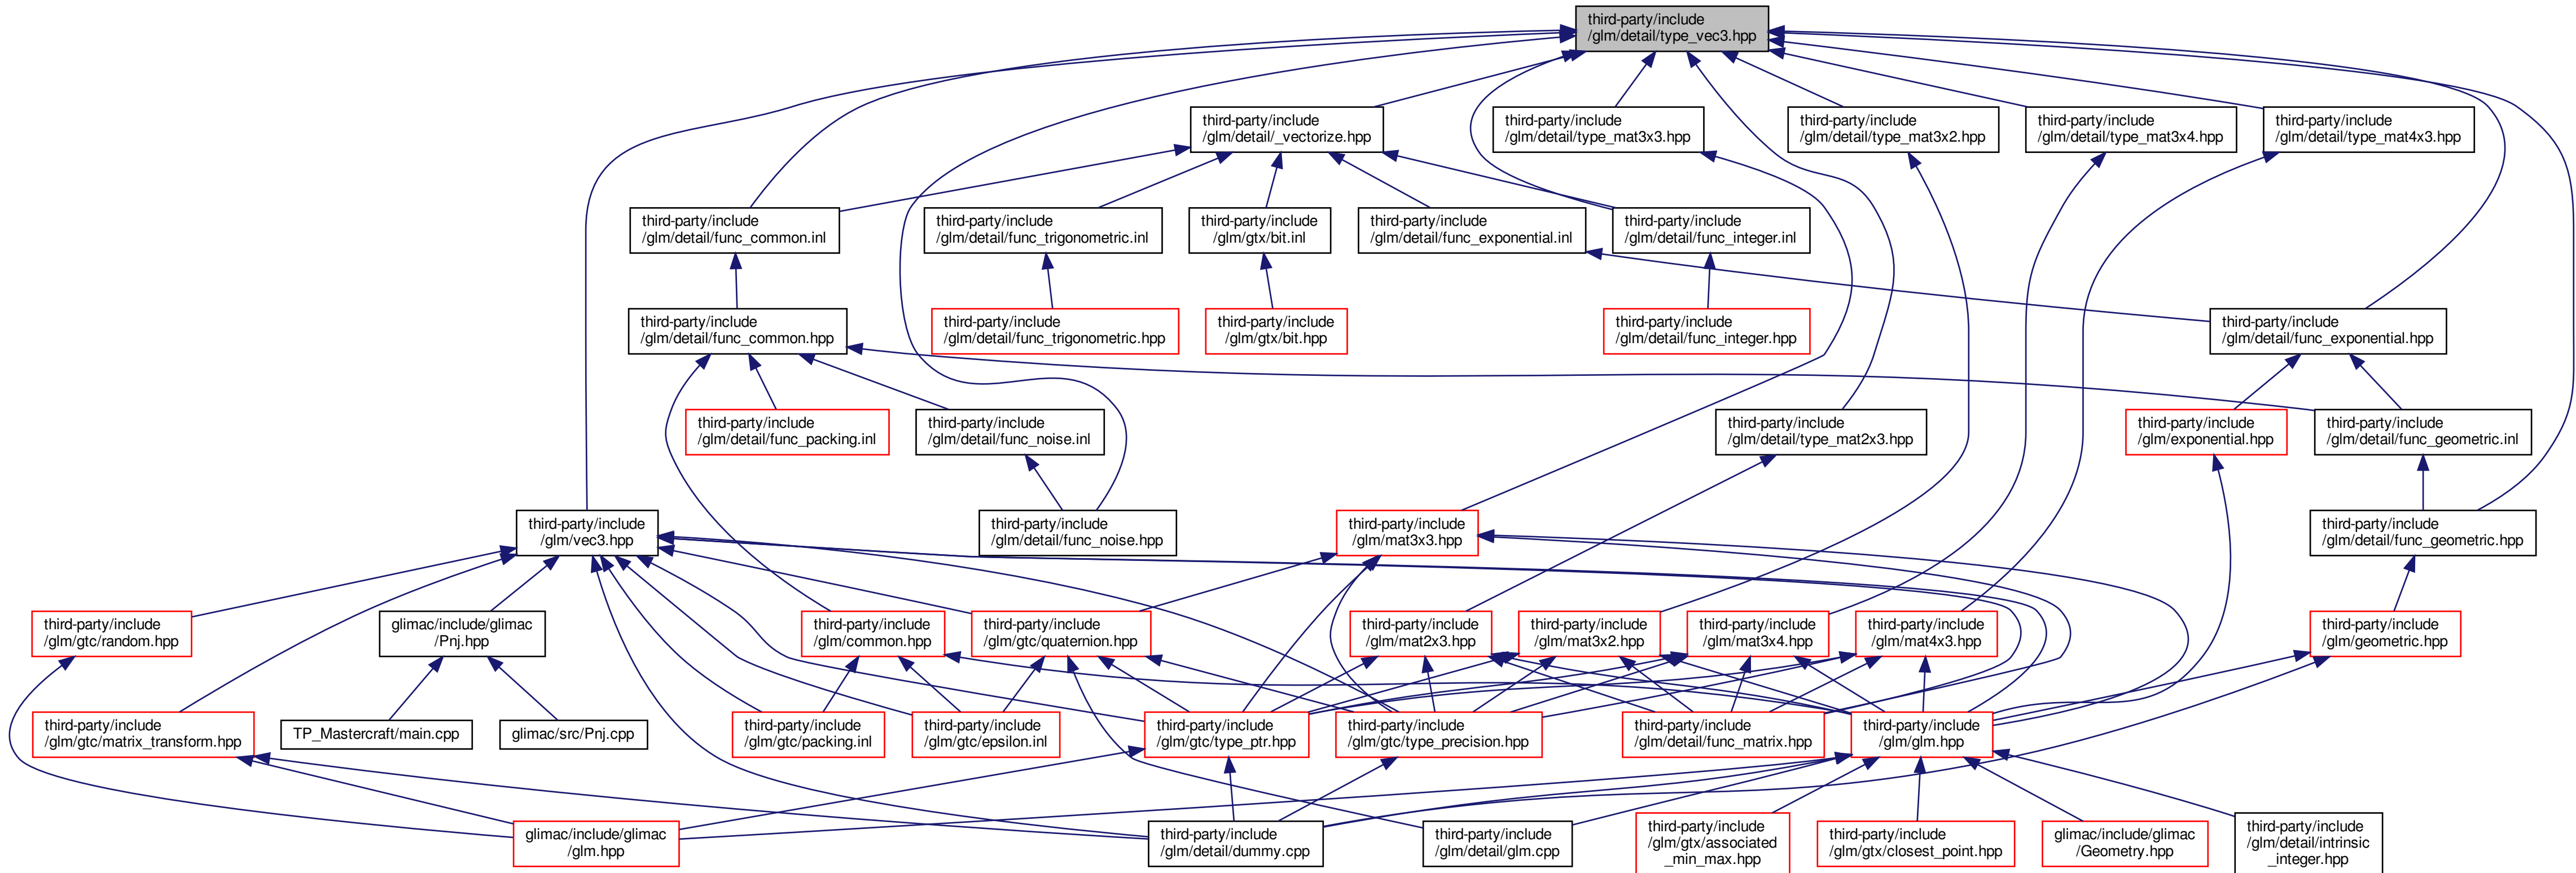 third-party/include
/glm/detail/type_vec3.hpp
third-party/include
/glm/detail/_vectorize.hpp
third-party/include
/glm/detail/type_mat3x3.hpp
third-party/include
/glm/detail/type_mat3x2.hpp
third-party/include
/glm/detail/type_mat3x4.hpp
third-party/include
/glm/detail/type_mat4x3.hpp
third-party/include
/glm/detail/func_common.inl
third-party/include
/glm/detail/func_trigonometric.inl
third-party/include
/glm/gtx/bit.inl
third-party/include
/glm/detail/func_exponential.inl
third-party/include
/glm/detail/func_integer.inl
third-party/include
/glm/detail/func_common.hpp
third-party/include
/glm/detail/func_trigonometric.hpp
third-party/include
/glm/gtx/bit.hpp
third-party/include
/glm/detail/func_integer.hpp
third-party/include
/glm/detail/func_exponential.hpp
third-party/include
/glm/detail/func_packing.inl
third-party/include
/glm/detail/func_noise.inl
third-party/include
/glm/detail/type_mat2x3.hpp
third-party/include
/glm/exponential.hpp
third-party/include
/glm/detail/func_geometric.inl
third-party/include
/glm/vec3.hpp
third-party/include
/glm/detail/func_noise.hpp
third-party/include
/glm/mat3x3.hpp
third-party/include
/glm/detail/func_geometric.hpp
third-party/include
/glm/gtc/random.hpp
glimac/include/glimac
/Pnj.hpp
third-party/include
/glm/common.hpp
third-party/include
/glm/gtc/quaternion.hpp
third-party/include
/glm/mat2x3.hpp
third-party/include
/glm/mat3x2.hpp
third-party/include
/glm/mat3x4.hpp
third-party/include
/glm/mat4x3.hpp
third-party/include
/glm/geometric.hpp
third-party/include
/glm/gtc/matrix_transform.hpp
TP_Mastercraft/main.cpp
glimac/src/Pnj.cpp
third-party/include
/glm/gtc/packing.inl
third-party/include
/glm/gtc/epsilon.inl
third-party/include
/glm/gtc/type_ptr.hpp
third-party/include
/glm/gtc/type_precision.hpp
third-party/include
/glm/detail/func_matrix.hpp
third-party/include
/glm/glm.hpp
glimac/include/glimac
/glm.hpp
third-party/include
/glm/detail/dummy.cpp
third-party/include
/glm/detail/glm.cpp
third-party/include
/glm/gtx/associated
_min_max.hpp
third-party/include
/glm/gtx/closest_point.hpp
glimac/include/glimac
/Geometry.hpp
third-party/include
/glm/detail/intrinsic
_integer.hpp